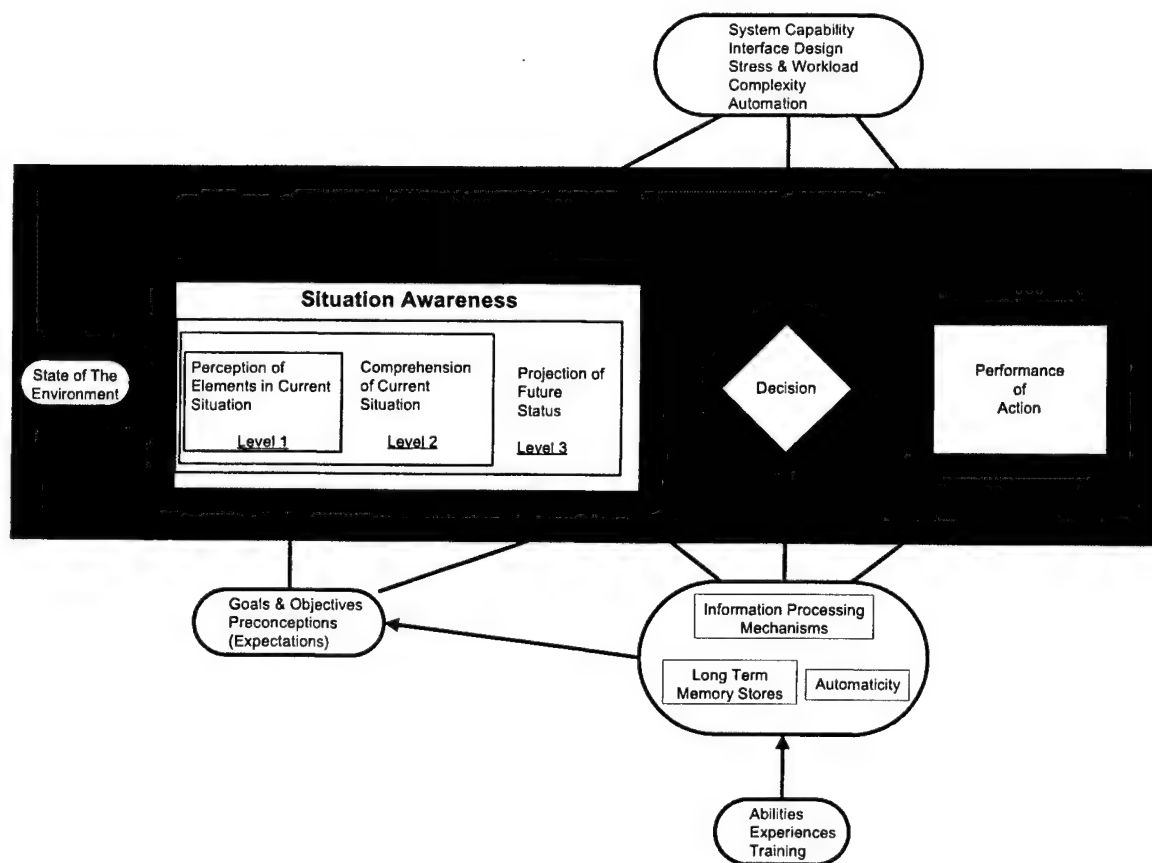 System Capability
Interface Design
Stress & Workload
Complexity
Automation
Situation Awareness
State of The
Environment
Perception of
Elements in Current
Situation
Level 1
Comprehension
of Current
Situation
Level 2
Projection of
Future
Status
Level 3
Decision
Performance
of
Action
Goals & Objectives
Preconceptions
(Expectations)
Information Processing
Mechanisms
Long Term
Memory Stores
Automaticity
Abilities
Experiences
Training